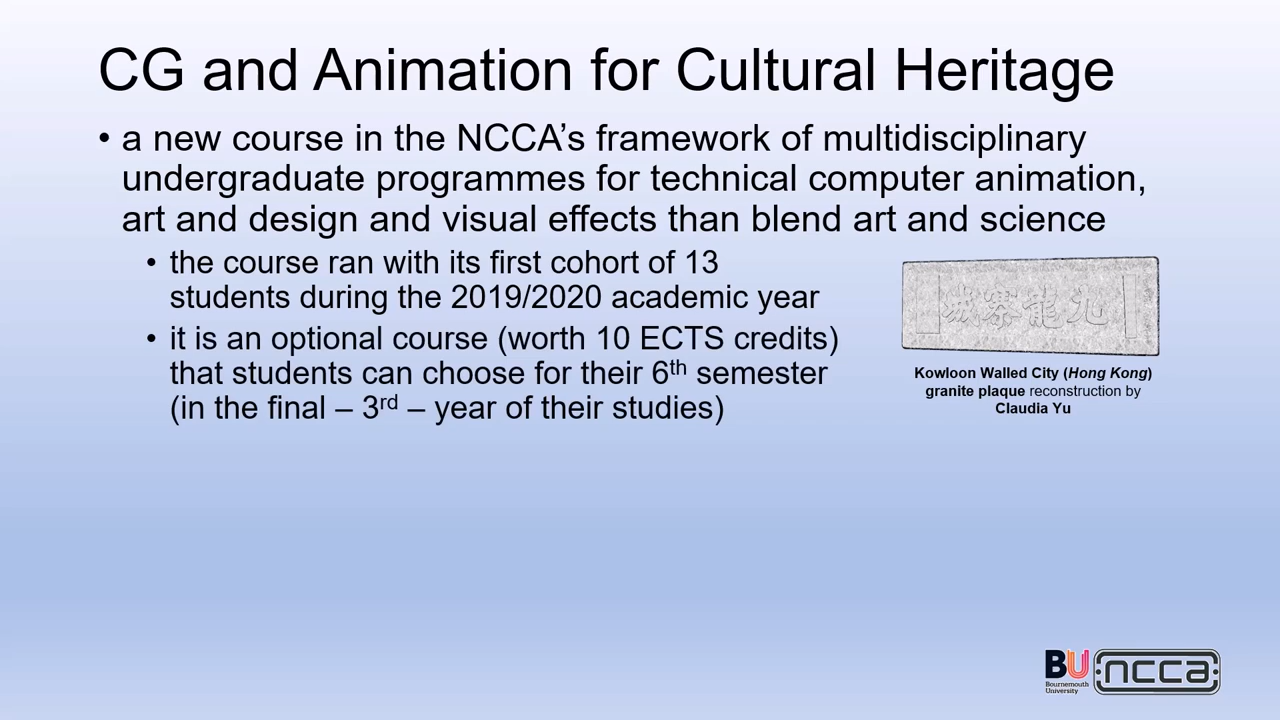 CG and Animation for Cultural Heritage
• a new course in the NCCA’s framework of multidisciplinary
undergraduate programmes for technical computer animation,
art and design and visual effects than blend art and science
• the course ran with its first cohort of 13
students during the 2019/2020 academic year
• it is an optional course (worth 10 ECTS credits)
that students can choose for their 6th semester
(in the final – 3rd – year of their studies)
城寨龍九
Kowloon Walled City (Hong Kong)
granite plaque reconstruction by
Claudia Yu
BU
Bournemouth
University
ncca